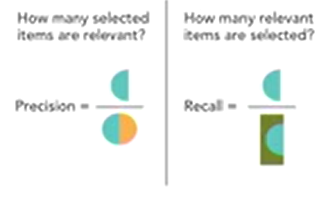 How many selected
items are relevant?
Precision =
How many relevant
items are selected?
Recall =